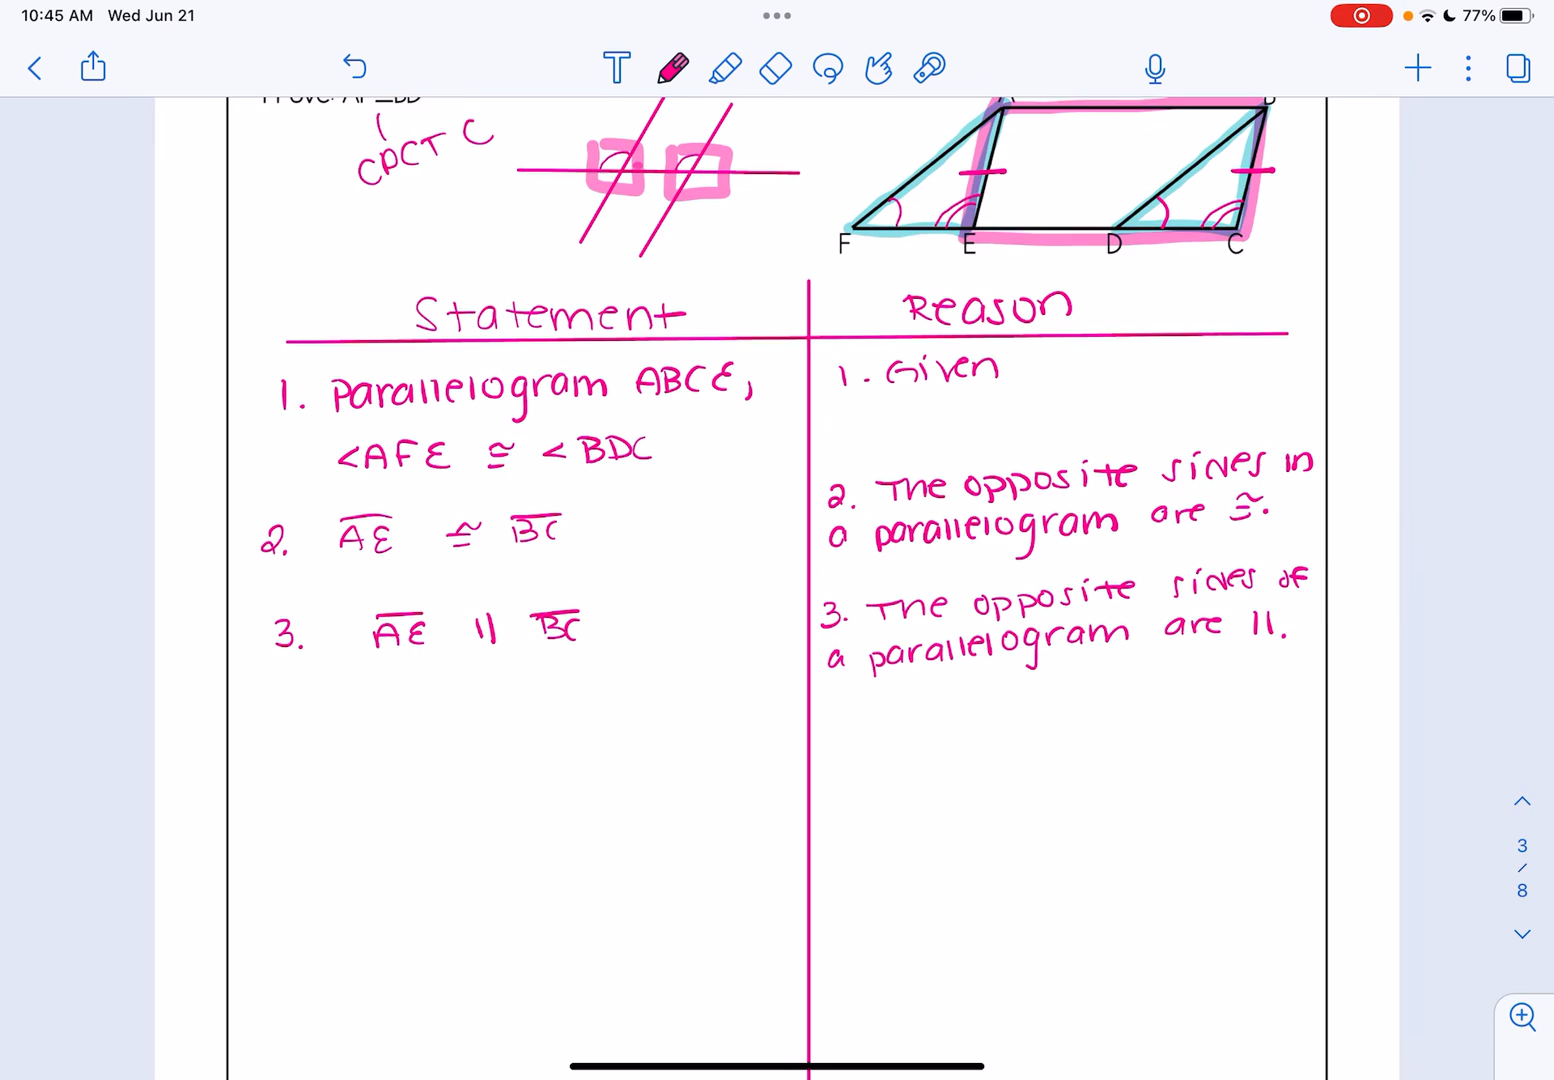 10:45 AM Wed Jun 21
77%
T
CPCTC
F E D C
Statement
Reason
1. Parallelogram ABCE,
<AFE ≅ <BDC
1. Given
2. AE ≅ BC
2. The opposite sides in
a parallelogram are ≅.
3. AE || BC
3. The opposite sides of
a parallelogram are ||.
3
/
8